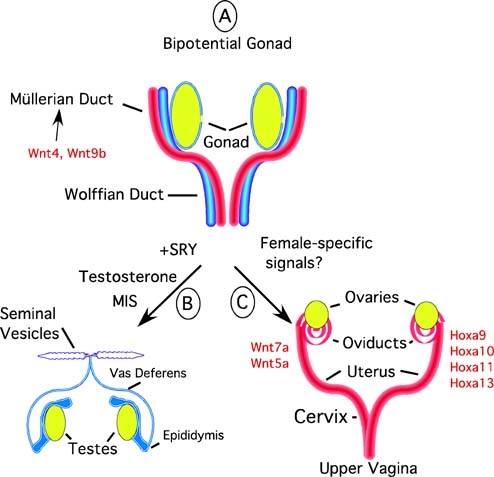 A
Bipotential Gonad
Müllerian Duct
Wnt4, Wnt9b
Gonad
Wolffian Duct
+SRY
Testosterone
MIS
B
Female-specific
signals?
C
Seminal
Vesicles
Vas Deferens
Testes
Epididymis
Ovaries
Wnt7a
Wnt5a
Oviducts
Hoxa9
Hoxa10
Hoxa11
Hoxa13
Uterus
Cervix
Upper Vagina